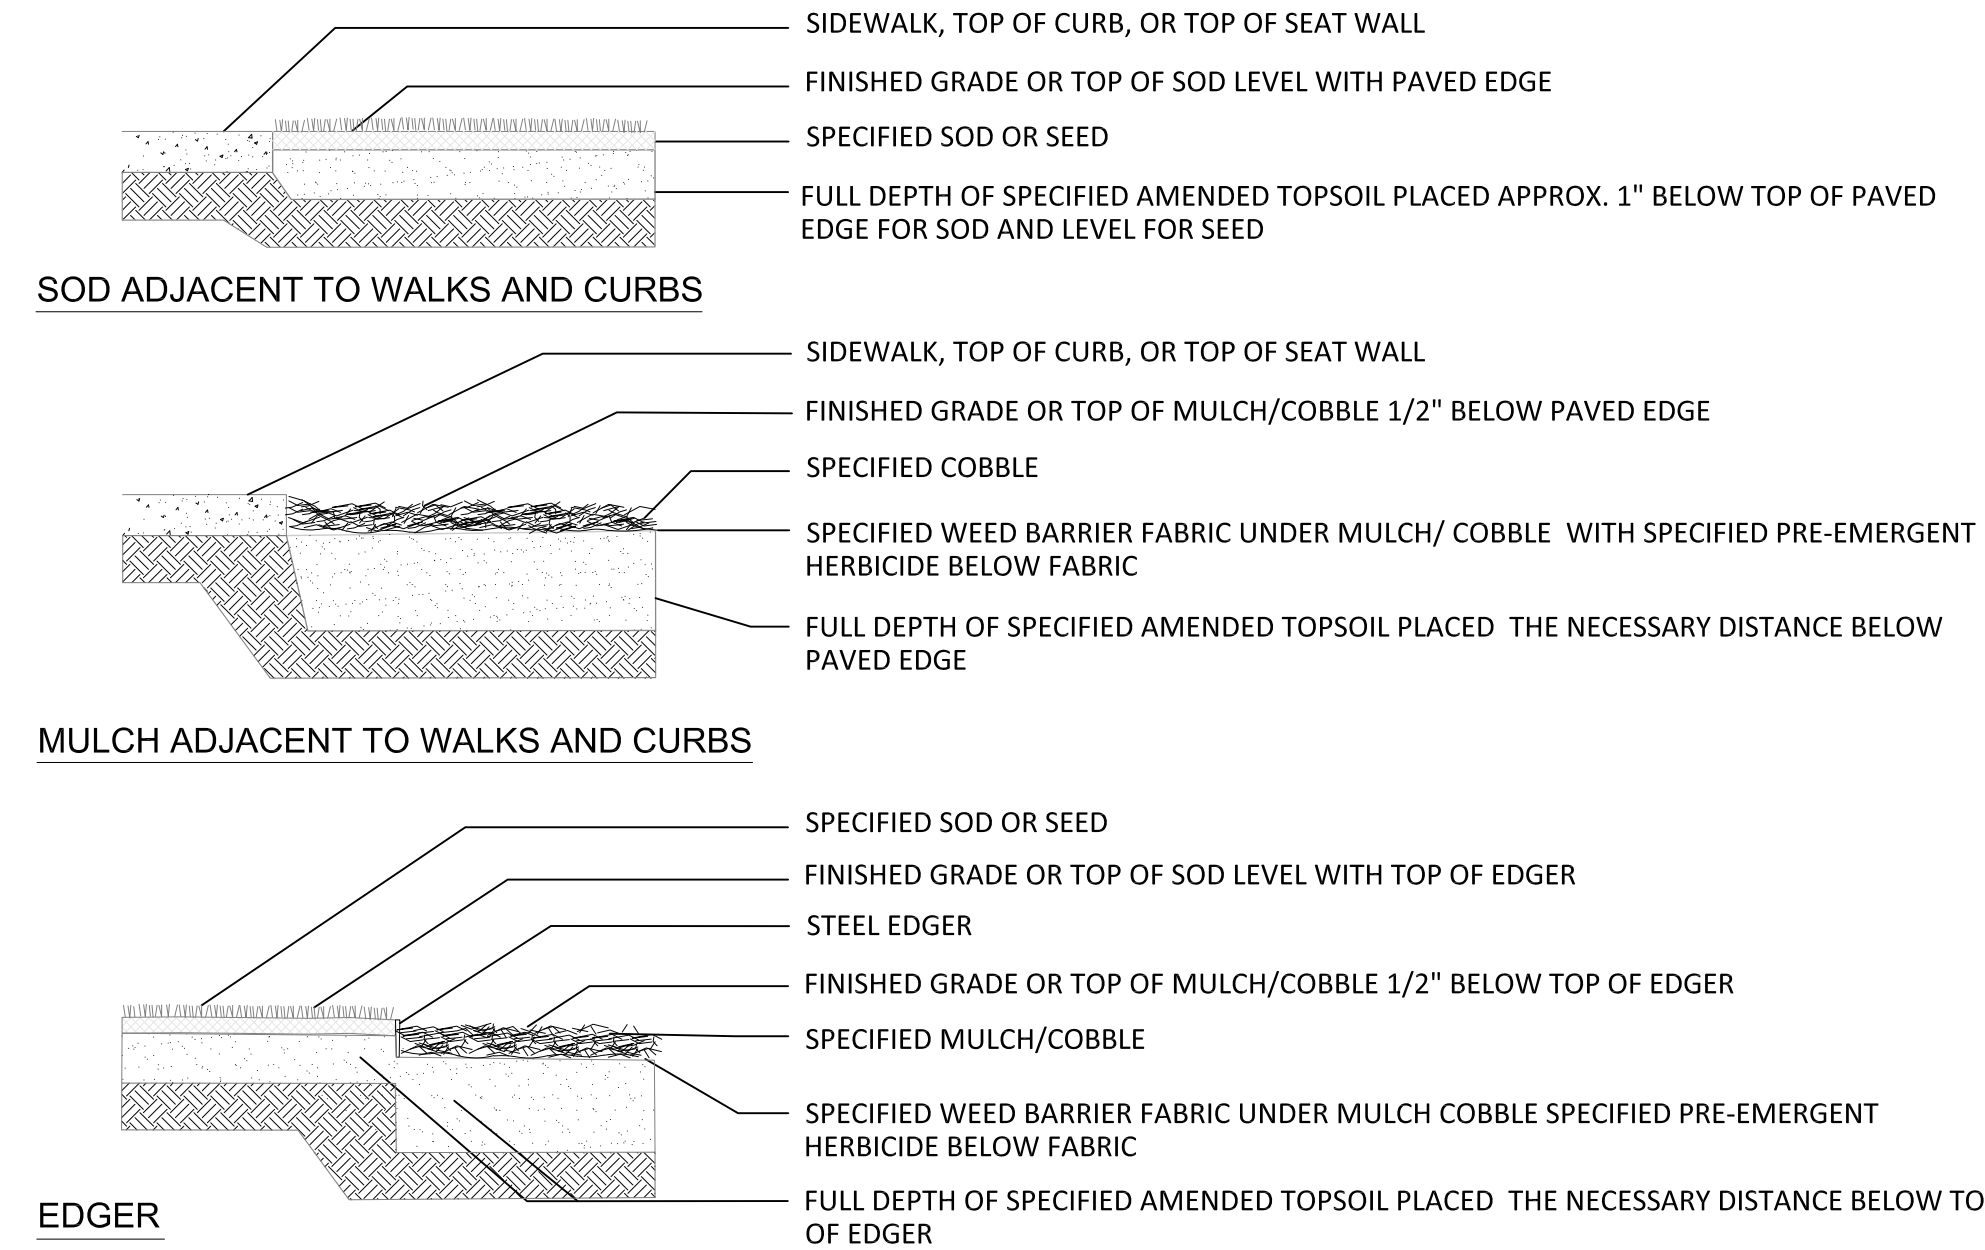 SIDEWALK, TOP OF CURB, OR TOP OF SEAT WALL
FINISHED GRADE OR TOP OF SOD LEVEL WITH PAVED EDGE
SPECIFIED SOD OR SEED
FULL DEPTH OF SPECIFIED AMENDED TOPSOIL PLACED APPROX. 1" BELOW TOP OF PAVED
EDGE FOR SOD AND LEVEL FOR SEED
SOD ADJACENT TO WALKS AND CURBS
SIDEWALK, TOP OF CURB, OR TOP OF SEAT WALL
FINISHED GRADE OR TOP OF MULCH/COBBLE 1/2" BELOW PAVED EDGE
SPECIFIED COBBLE
SPECIFIED WEED BARRIER FABRIC UNDER MULCH/ COBBLE  WITH SPECIFIED PRE-EMERGENT
HERBICIDE BELOW FABRIC
FULL DEPTH OF SPECIFIED AMENDED TOPSOIL PLACED  THE NECESSARY DISTANCE BELOW
PAVED EDGE
MULCH ADJACENT TO WALKS AND CURBS
SPECIFIED SOD OR SEED
FINISHED GRADE OR TOP OF SOD LEVEL WITH TOP OF EDGER
STEEL EDGER
FINISHED GRADE OR TOP OF MULCH/COBBLE 1/2" BELOW TOP OF EDGER
SPECIFIED MULCH/COBBLE
SPECIFIED WEED BARRIER FABRIC UNDER MULCH COBBLE SPECIFIED PRE-EMERGENT
HERBICIDE BELOW FABRIC
FULL DEPTH OF SPECIFIED AMENDED TOPSOIL PLACED  THE NECESSARY DISTANCE BELOW TO
OF EDGER
EDGER